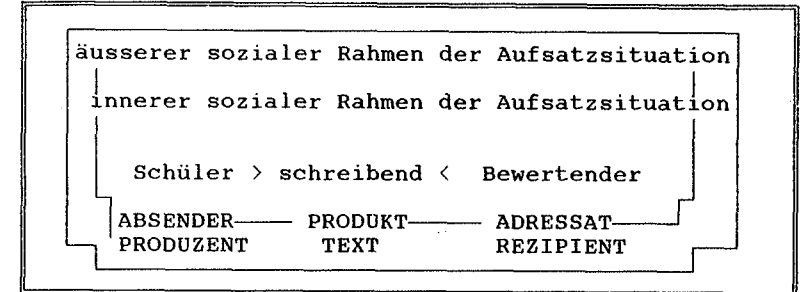 äusserer sozialer Rahmen der Aufsatzsituation
innerer sozialer Rahmen der Aufsatzsituation
Schüler > schreibend < Bewertender
ABSENDER PRODUKT ADRESSAT
PRODUZENT TEXT REZIPIENT